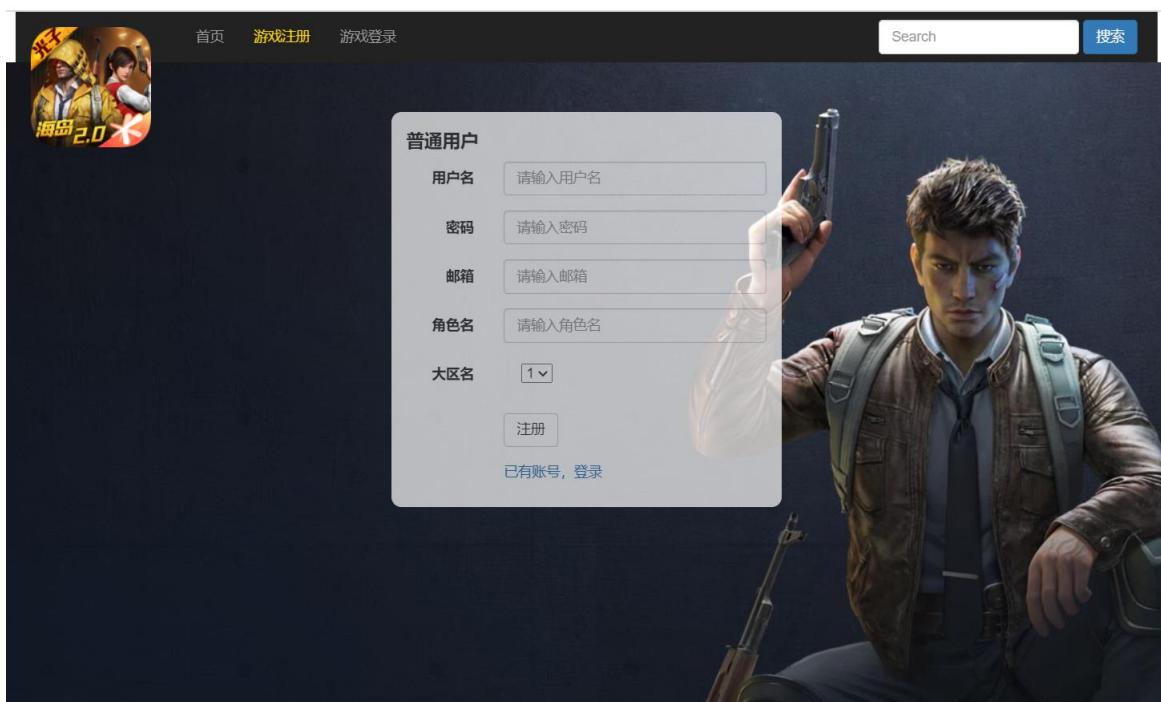 首页 游戏注册 游戏登录 Search 搜索
光子
海岛2.0
普通用户
用户名 请输入用户名
密码 请输入密码
邮箱 请输入邮箱
角色名 请输入角色名
大区名 1
注册
已有账号，登录